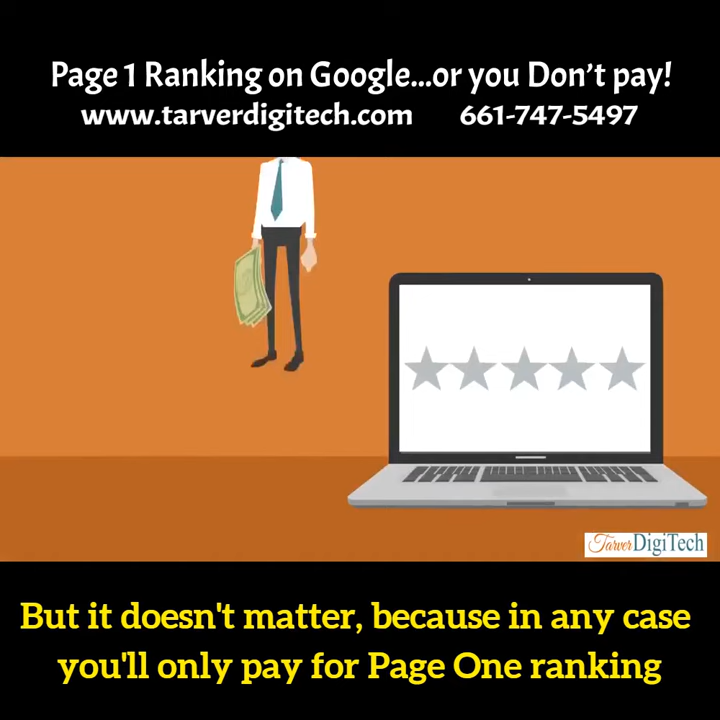 Page 1 Ranking on Google...or you Don't pay!
www.tarverdigitech.com 661-747-5497
Tarver DigiTech
But it doesn't matter, because in any case
you'll only pay for Page One ranking